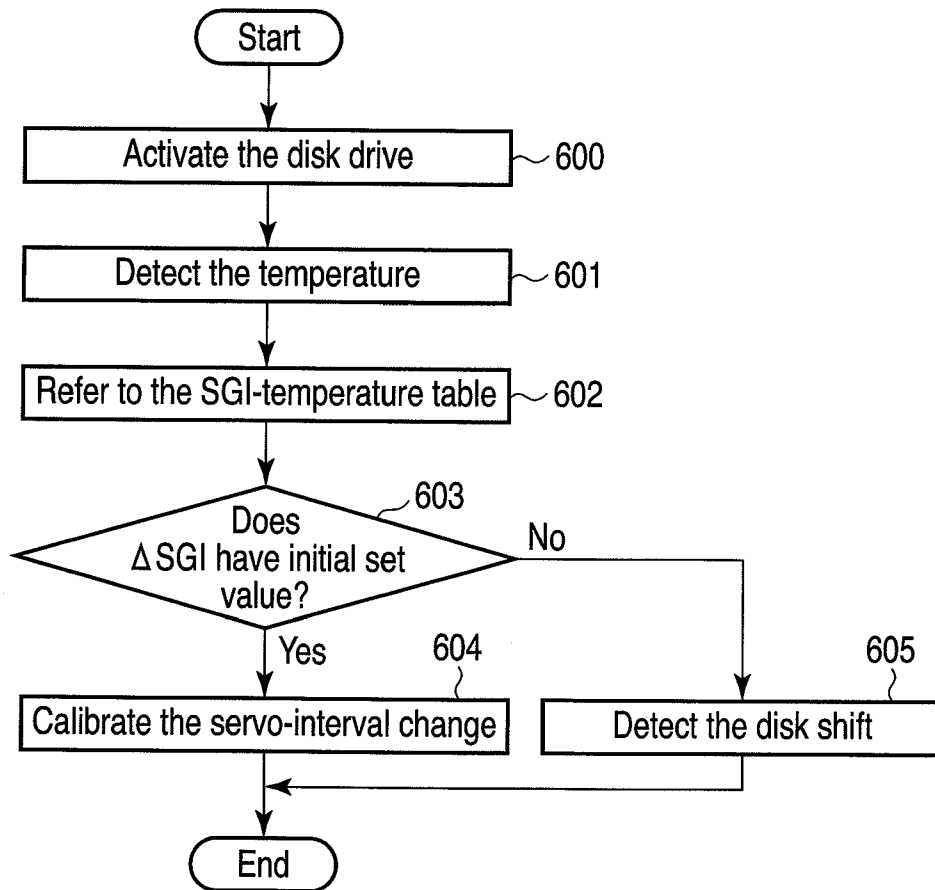 Start
Activate the disk drive
600
Detect the temperature
601
Refer to the SGI-temperature table
602
603
Does
Δ SGI have initial set
value?
No
Yes
604
605
Calibrate the servo-interval change
Detect the disk shift
End